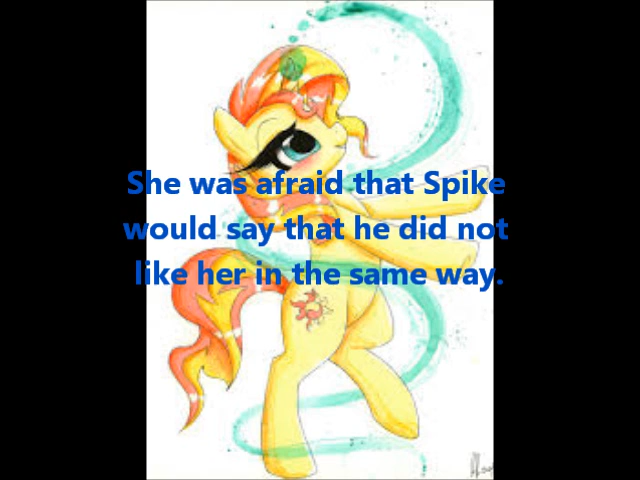 She was afraid that Spike
would say that he did not
like her in the same way.